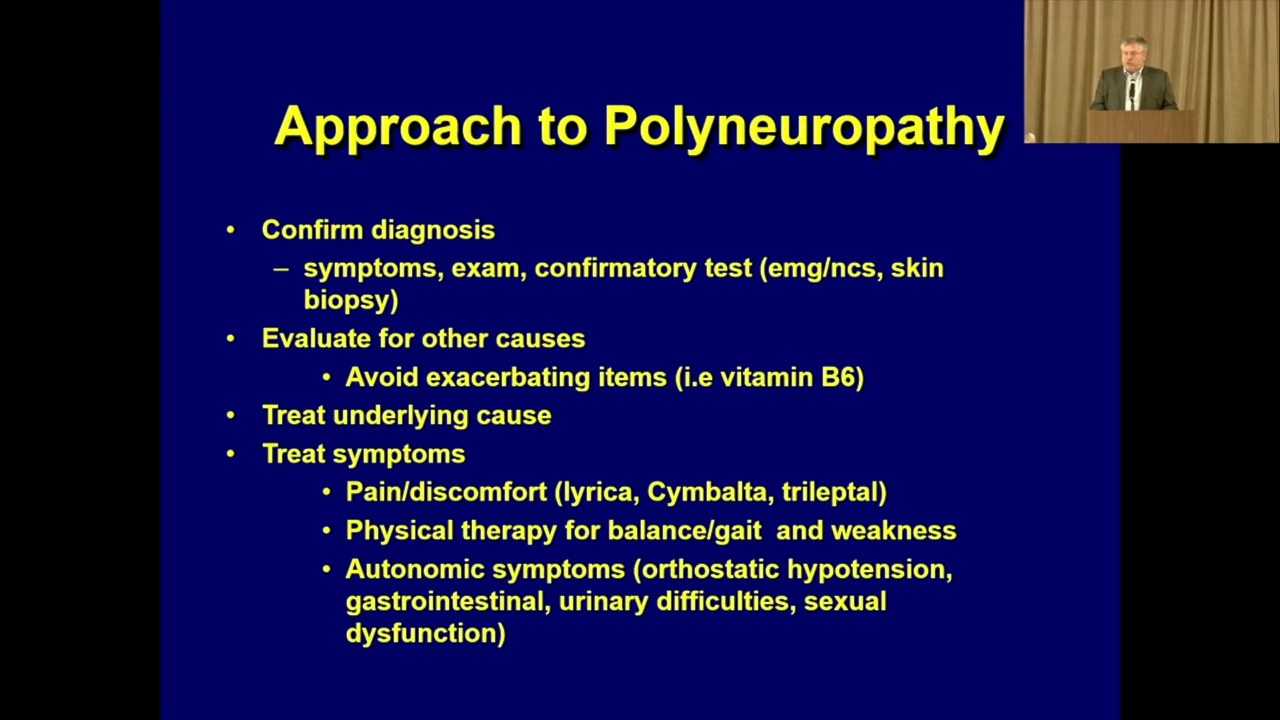 Approach to Polyneuropathy
• Confirm diagnosis
– symptoms, exam, confirmatory test (emg/ncs, skin
biopsy)
• Evaluate for other causes
• Avoid exacerbating items (i.e vitamin B6)
• Treat underlying cause
• Treat symptoms
• Pain/discomfort (lyrica, Cymbalta, trileptal)
• Physical therapy for balance/gait  and weakness
• Autonomic symptoms (orthostatic hypotension,
gastrointestinal, urinary difficulties, sexual
dysfunction)